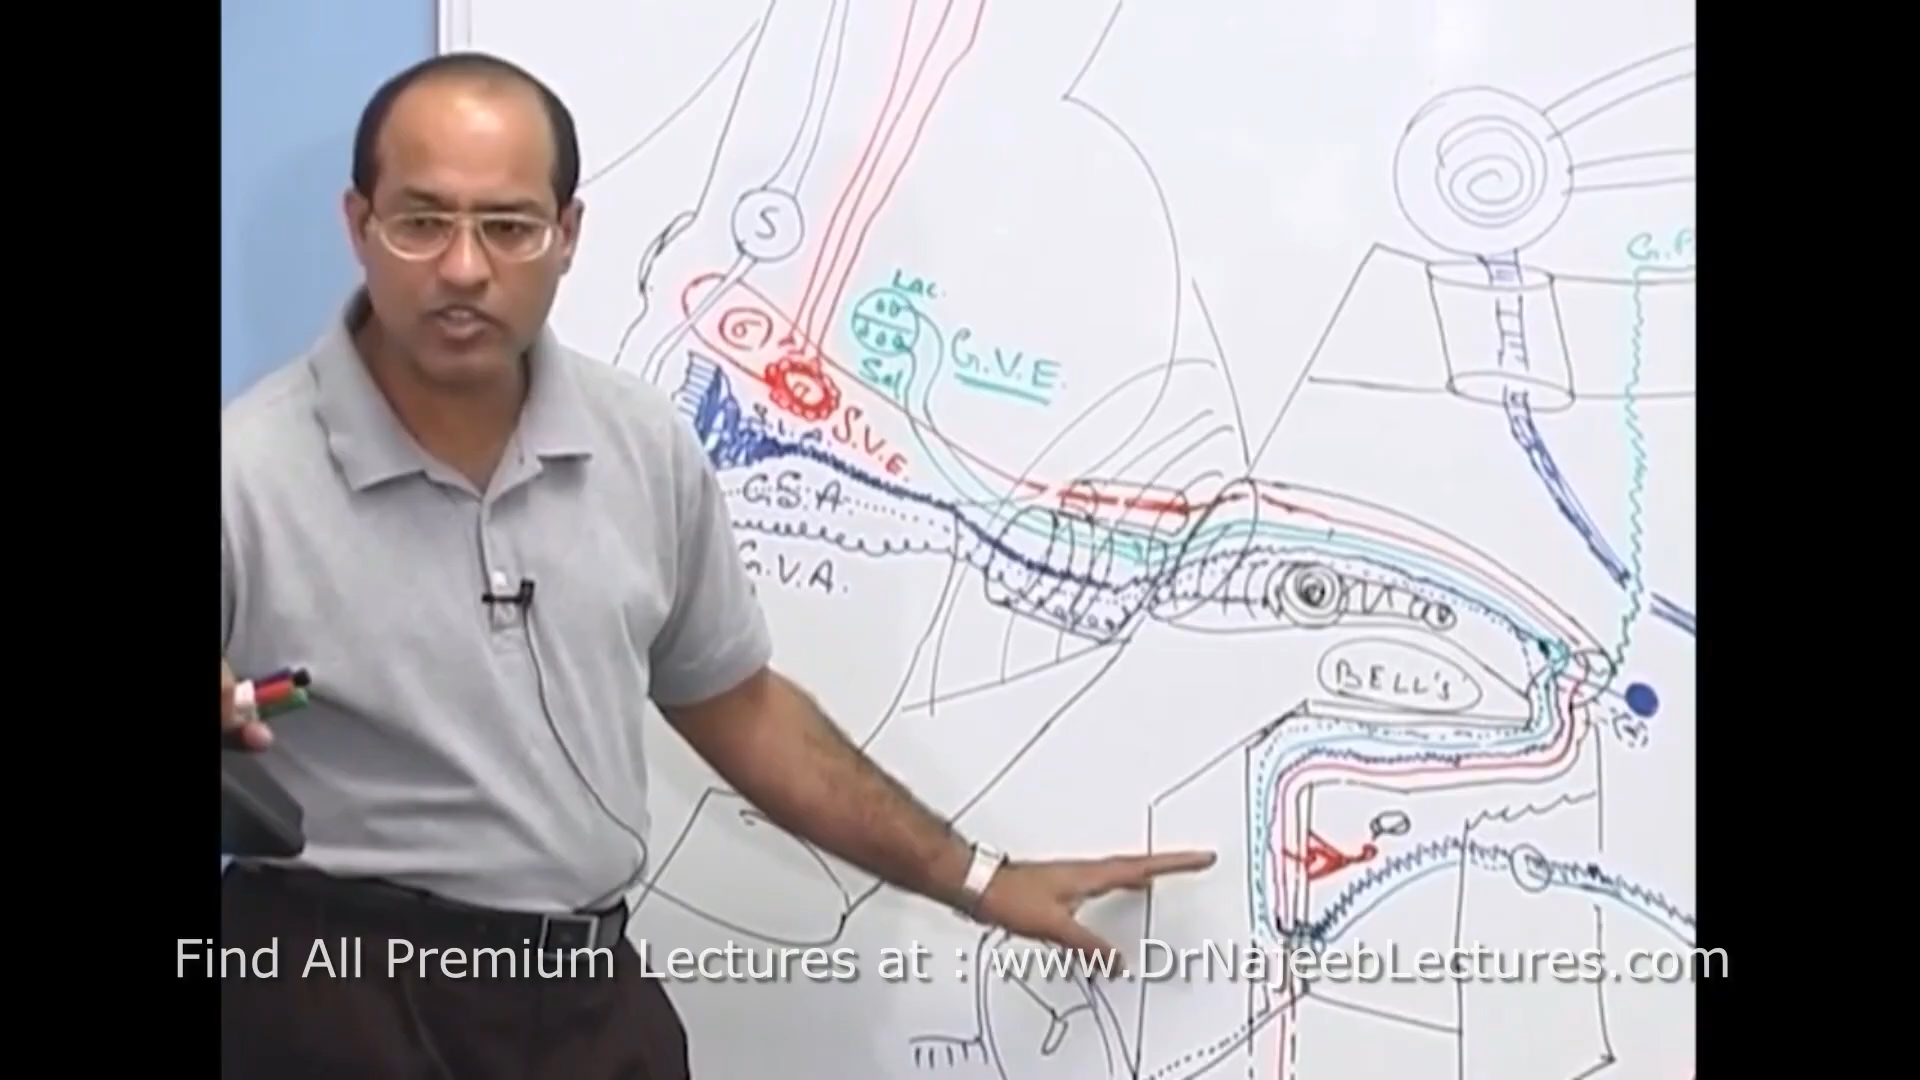 S
Lac.
G.V.E.
Sal
S.V.E.
G.S.A.
G.V.A.
BELL'S
Find All Premium Lectures at : www.DrNajeebLectures.com